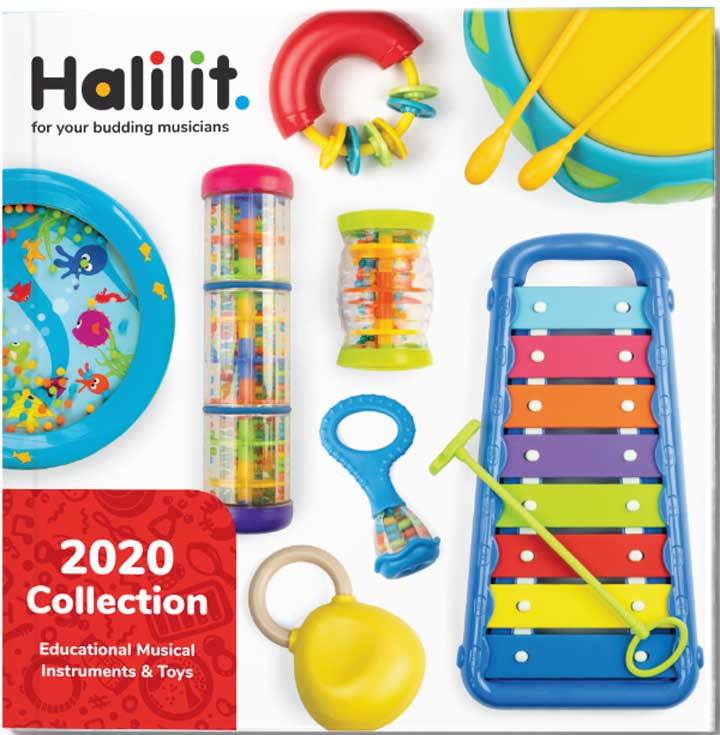 Halilit.
for your budding musicians
2020
Collection
Educational Musical
Instruments & Toys